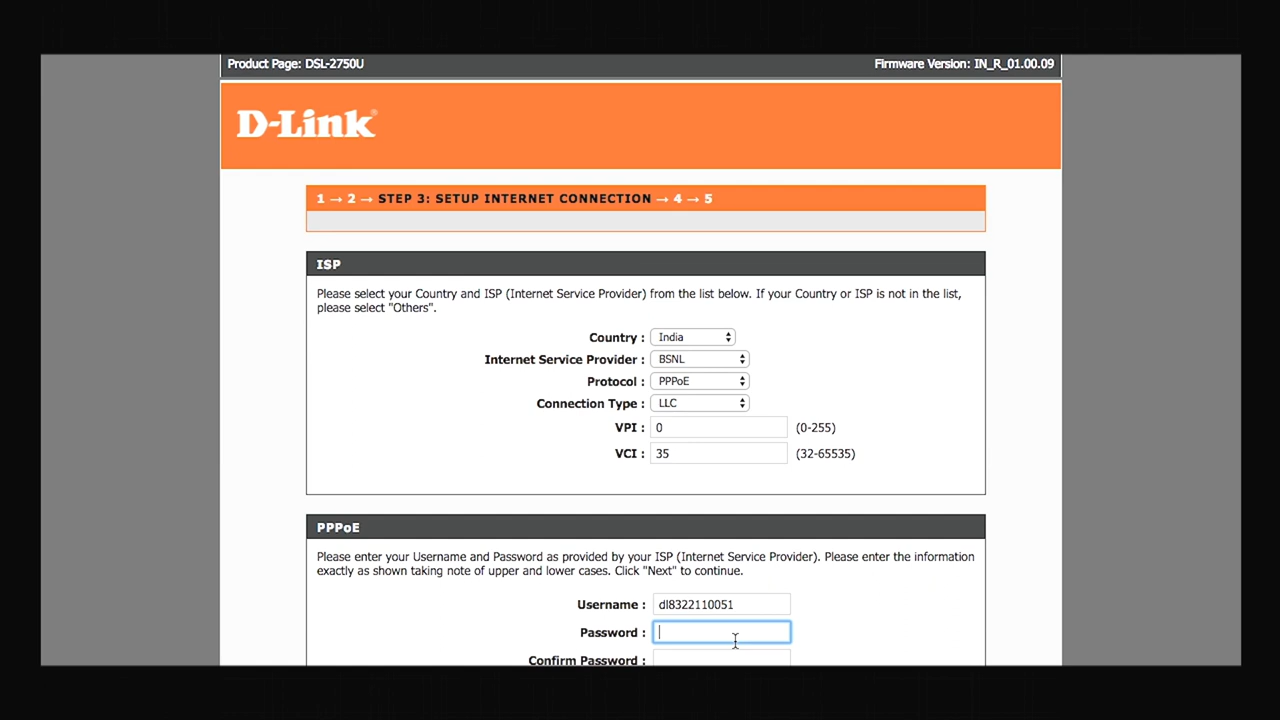 Product Page: DSL-2750U Firmware Version: IN_R_01.00.09
D-Link®
1 → 2 → STEP 3: SETUP INTERNET CONNECTION → 4 → 5
ISP
Please select your Country and ISP (Internet Service Provider) from the list below. If your Country or ISP is not in the list,
please select "Others".
Country : India
Internet Service Provider : BSNL
Protocol : PPPoE
Connection Type : LLC
VPI : 0 (0-255)
VCI : 35 (32-65535)
PPPoE
Please enter your Username and Password as provided by your ISP (Internet Service Provider). Please enter the information
exactly as shown taking note of upper and lower cases. Click "Next" to continue.
Username : dl8322110051
Password :
Confirm Password :